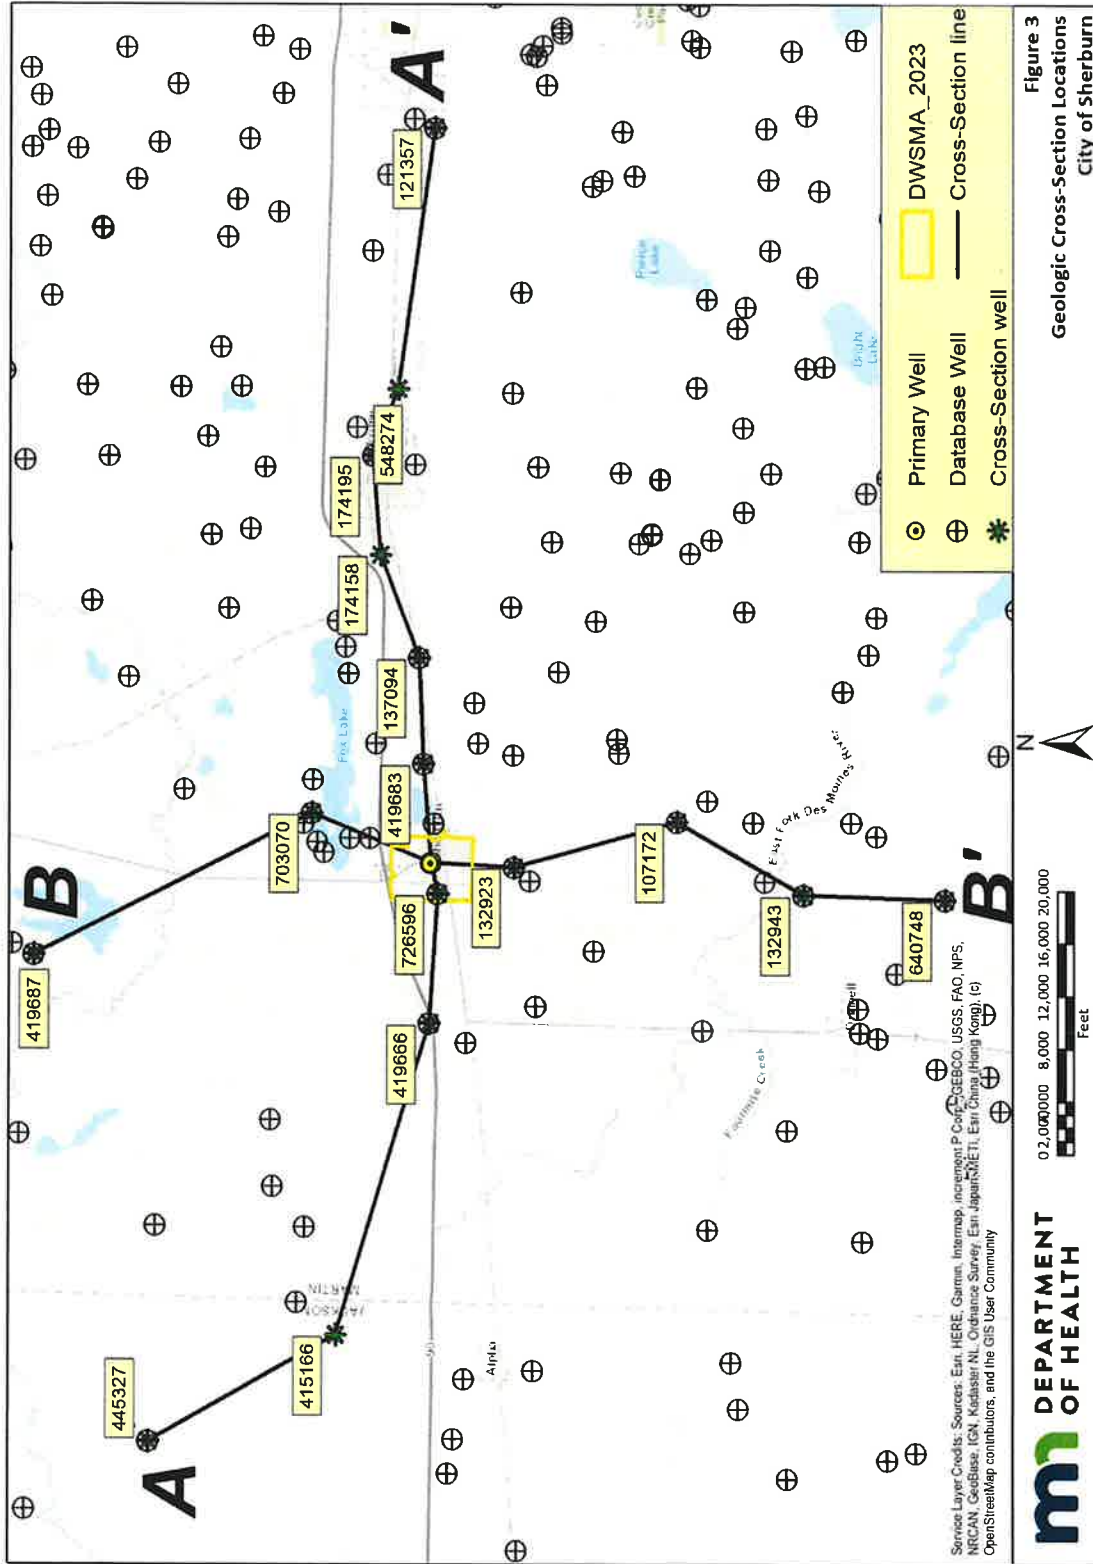 A
A'
B
B'
445327
415166
419666
726596
419683
137094
174158
174195
548274
121357
419687
703070
132923
107172
132943
640748
JACKSON
MARTIN
Alpha
90
Fox Lake
Fourmile Creek
East Fork Des Moines River
Bright
Lake
Primary Well
DWSMA_2023
Database Well
Cross-Section line
Cross-Section well
Service Layer Credits: Sources: Esri, HERE, Garmin, Intermap, increment P Corp., GEBCO, USGS, FAO, NPS,
NRCAN, GeoBase, IGN, Kadaster NL, Ordnance Survey, Esri Japan, METI, Esri China (Hong Kong), (c)
OpenStreetMap contributors, and the GIS User Community
DEPARTMENT
OF HEALTH
0 2,000 8,000 12,000 16,000 20,000
Feet
N
Figure 3
Geologic Cross-Section Locations
City of Sherburn